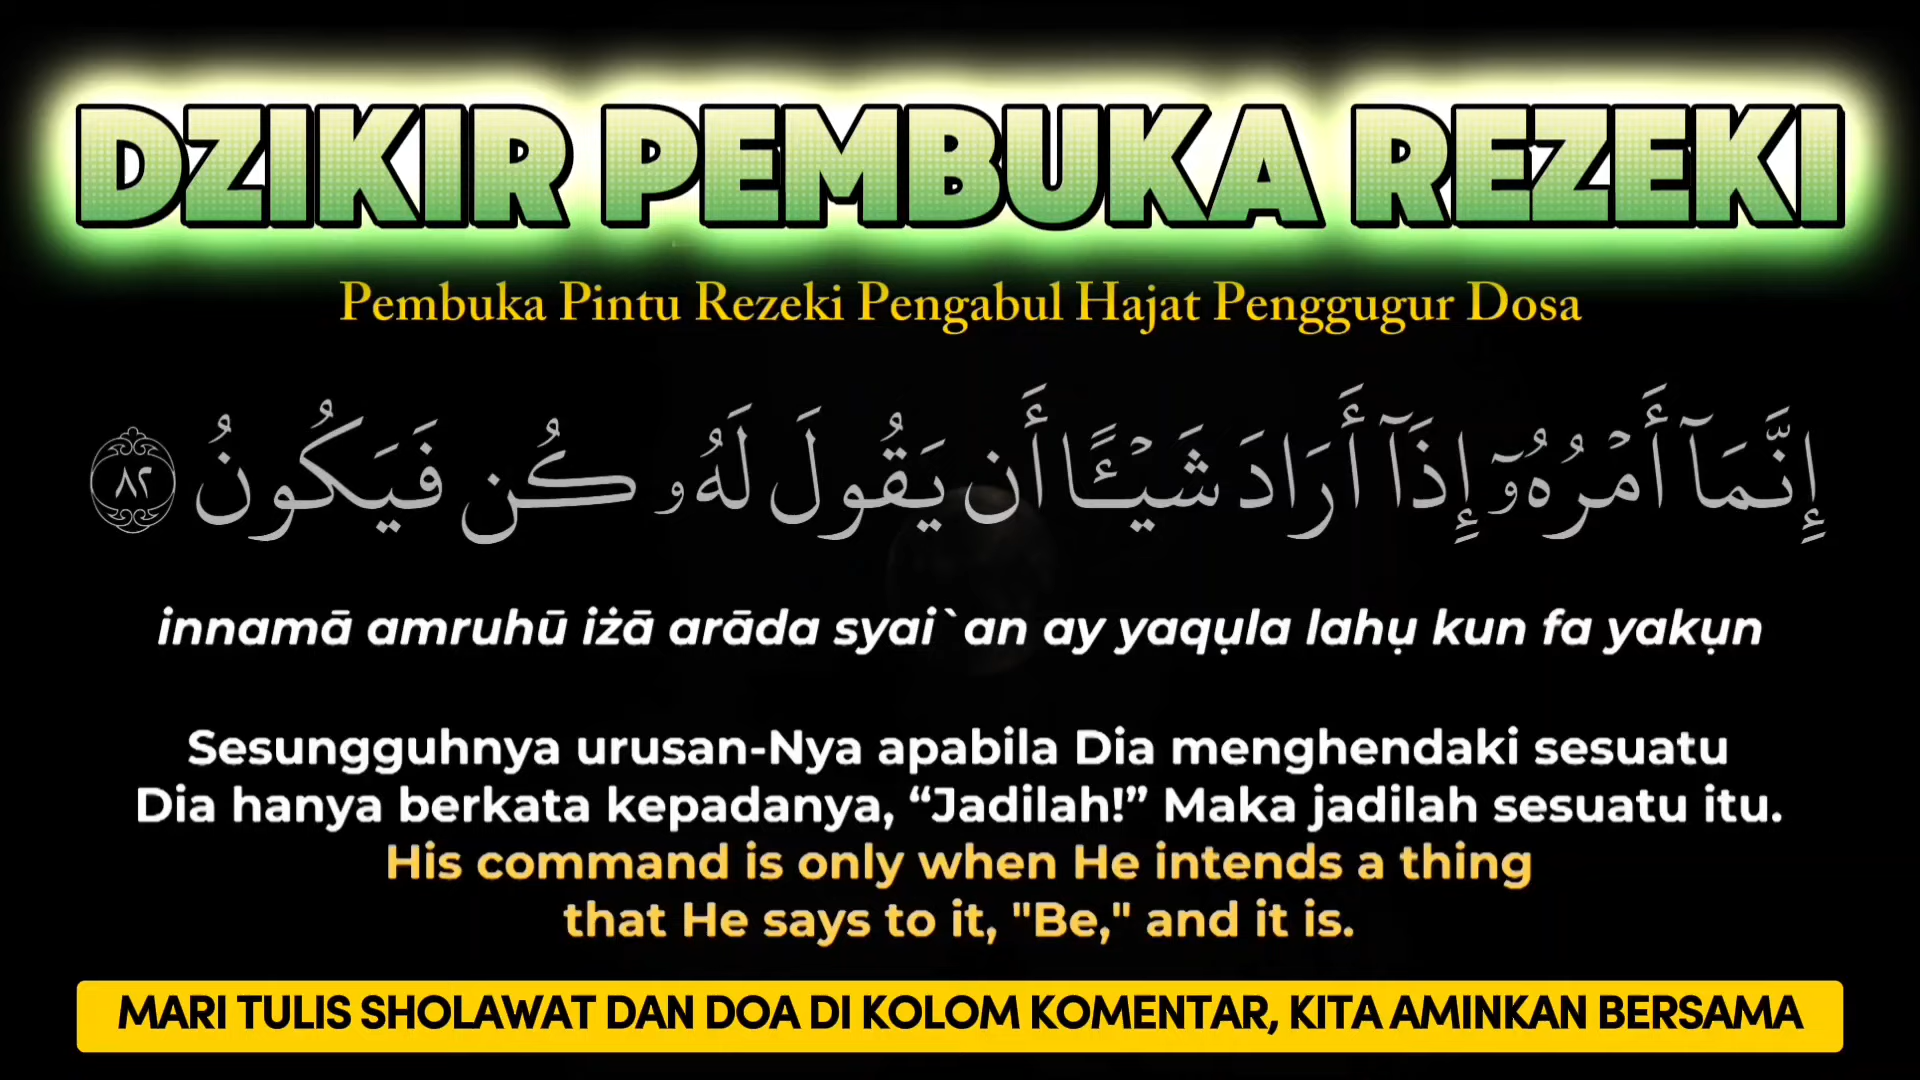 DZIKIR PEMBUKA REZEKI
Pembuka Pintu Rezeki Pengabul Hajat Penggugur Dosa
إِنَّمَآ أَمْرُهُۥٓ إِذَآ أَرَادَ شَيْـًٔا أَن يَقُولَ لَهُۥ كُن فَيَكُونُ ٨٢
innamā amruhū iżā arāda syai`an ay yaqụla lahụ kun fa yakụn
Sesungguhnya urusan-Nya apabila Dia menghendaki sesuatu
Dia hanya berkata kepadanya, “Jadilah!” Maka jadilah sesuatu itu.
His command is only when He intends a thing
that He says to it, "Be," and it is.
MARI TULIS SHOLAWAT DAN DOA DI KOLOM KOMENTAR, KITA AMINKAN BERSAMA